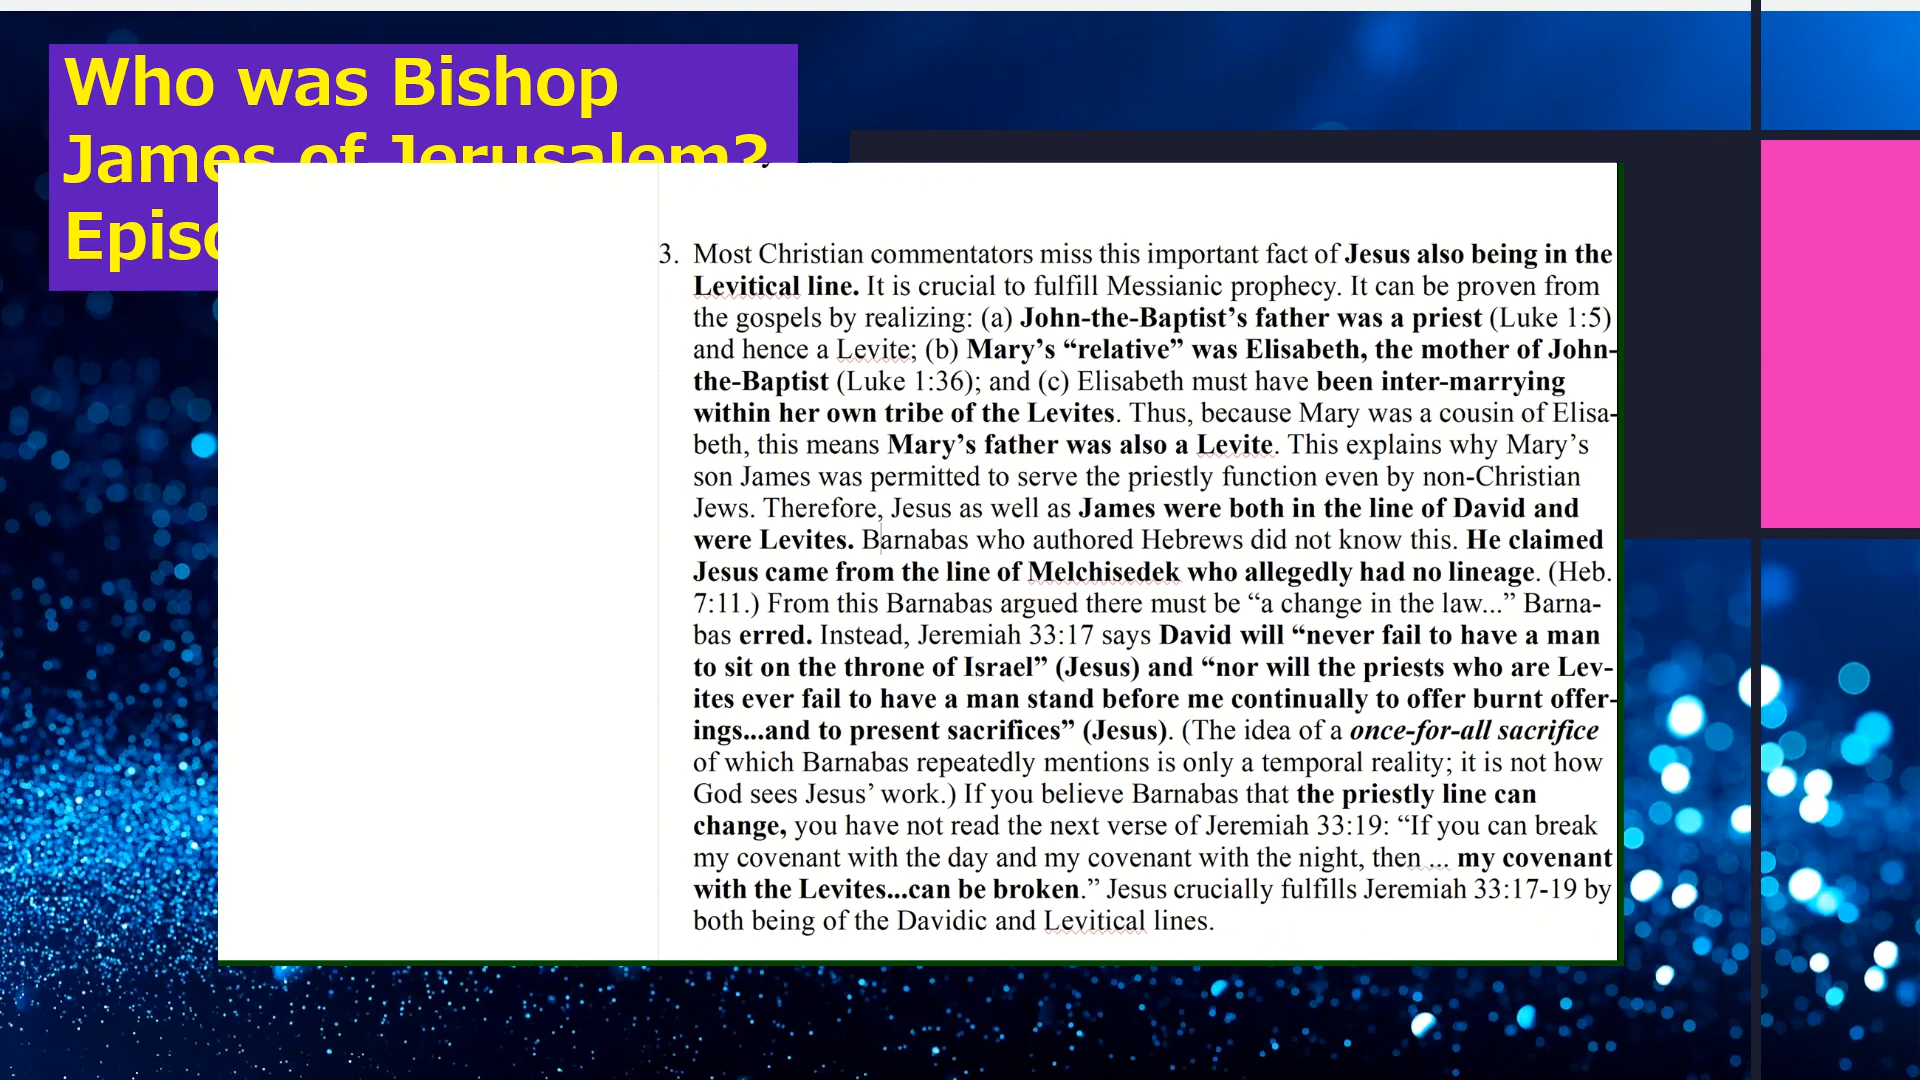 Who was Bishop
James of Jerusalem?
3. Most Christian commentators miss this important fact of Jesus also being in the
Levitical line. It is crucial to fulfill Messianic prophecy. It can be proven from
the gospels by realizing: (a) John-the-Baptist’s father was a priest (Luke 1:5)
and hence a Levite; (b) Mary’s “relative” was Elisabeth, the mother of John-
the-Baptist (Luke 1:36); and (c) Elisabeth must have been inter-marrying
within her own tribe of the Levites. Thus, because Mary was a cousin of Elisa-
beth, this means Mary’s father was also a Levite. This explains why Mary’s
son James was permitted to serve the priestly function even by non-Christian
Jews. Therefore, Jesus as well as James were both in the line of David and
were Levites. Barnabas who authored Hebrews did not know this. He claimed
Jesus came from the line of Melchisedek who allegedly had no lineage. (Heb.
7:11.) From this Barnabas argued there must be “a change in the law...” Barna-
bas erred. Instead, Jeremiah 33:17 says David will “never fail to have a man
to sit on the throne of Israel” (Jesus) and “nor will the priests who are Lev-
ites ever fail to have a man stand before me continually to offer burnt offer-
ings...and to present sacrifices” (Jesus). (The idea of a once-for-all sacrifice
of which Barnabas repeatedly mentions is only a temporal reality; it is not how
God sees Jesus’ work.) If you believe Barnabas that the priestly line can
change, you have not read the next verse of Jeremiah 33:19: “If you can break
my covenant with the day and my covenant with the night, then ... my covenant
with the Levites...can be broken.” Jesus crucially fulfills Jeremiah 33:17-19 by
both being of the Davidic and Levitical lines.